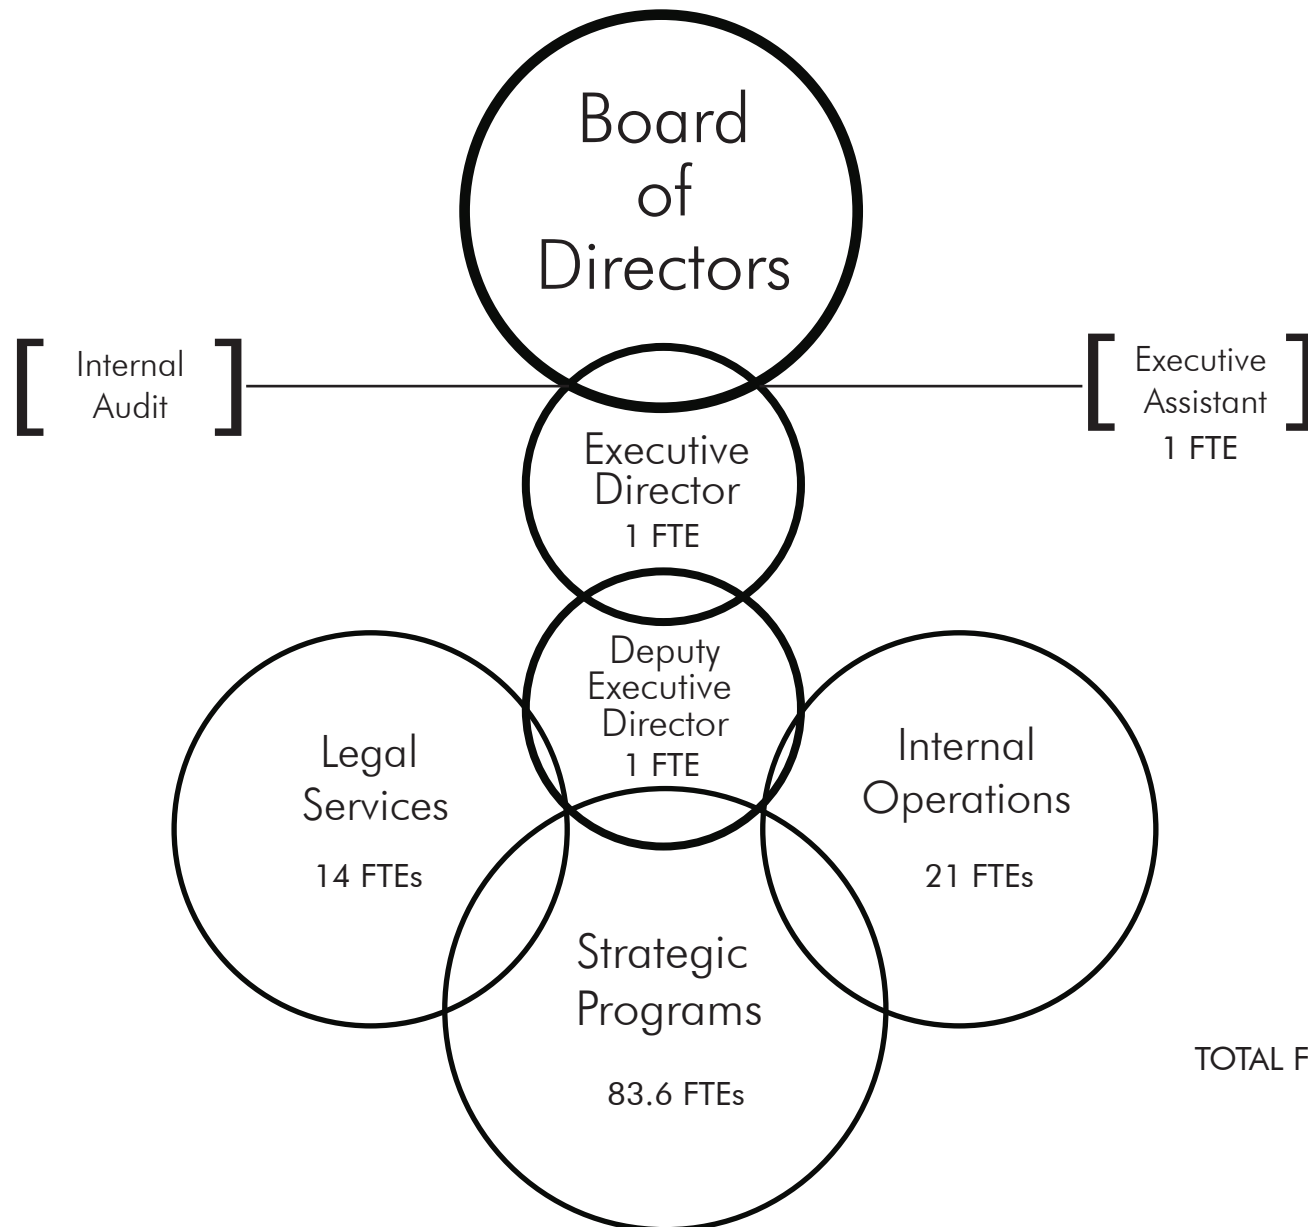 Board
of
Directors
Internal
Audit
Executive
Assistant
1 FTE
Executive
Director
1 FTE
Deputy
Executive
Director
1 FTE
Legal
Services
14 FTEs
Internal
Operations
21 FTEs
Strategic
Programs
83.6 FTEs
TOTAL F